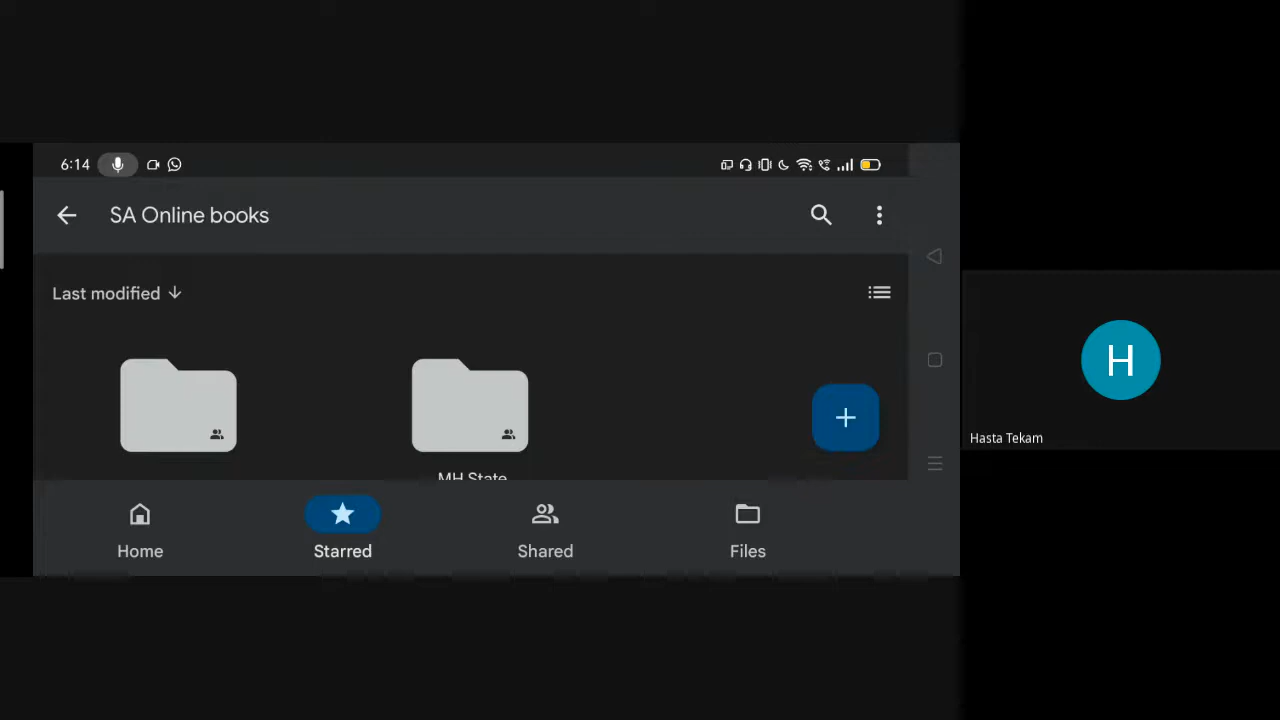 6:14
SA Online books
Last modified
MH State
Home
Starred
Shared
Files
H
Hasta Tekam